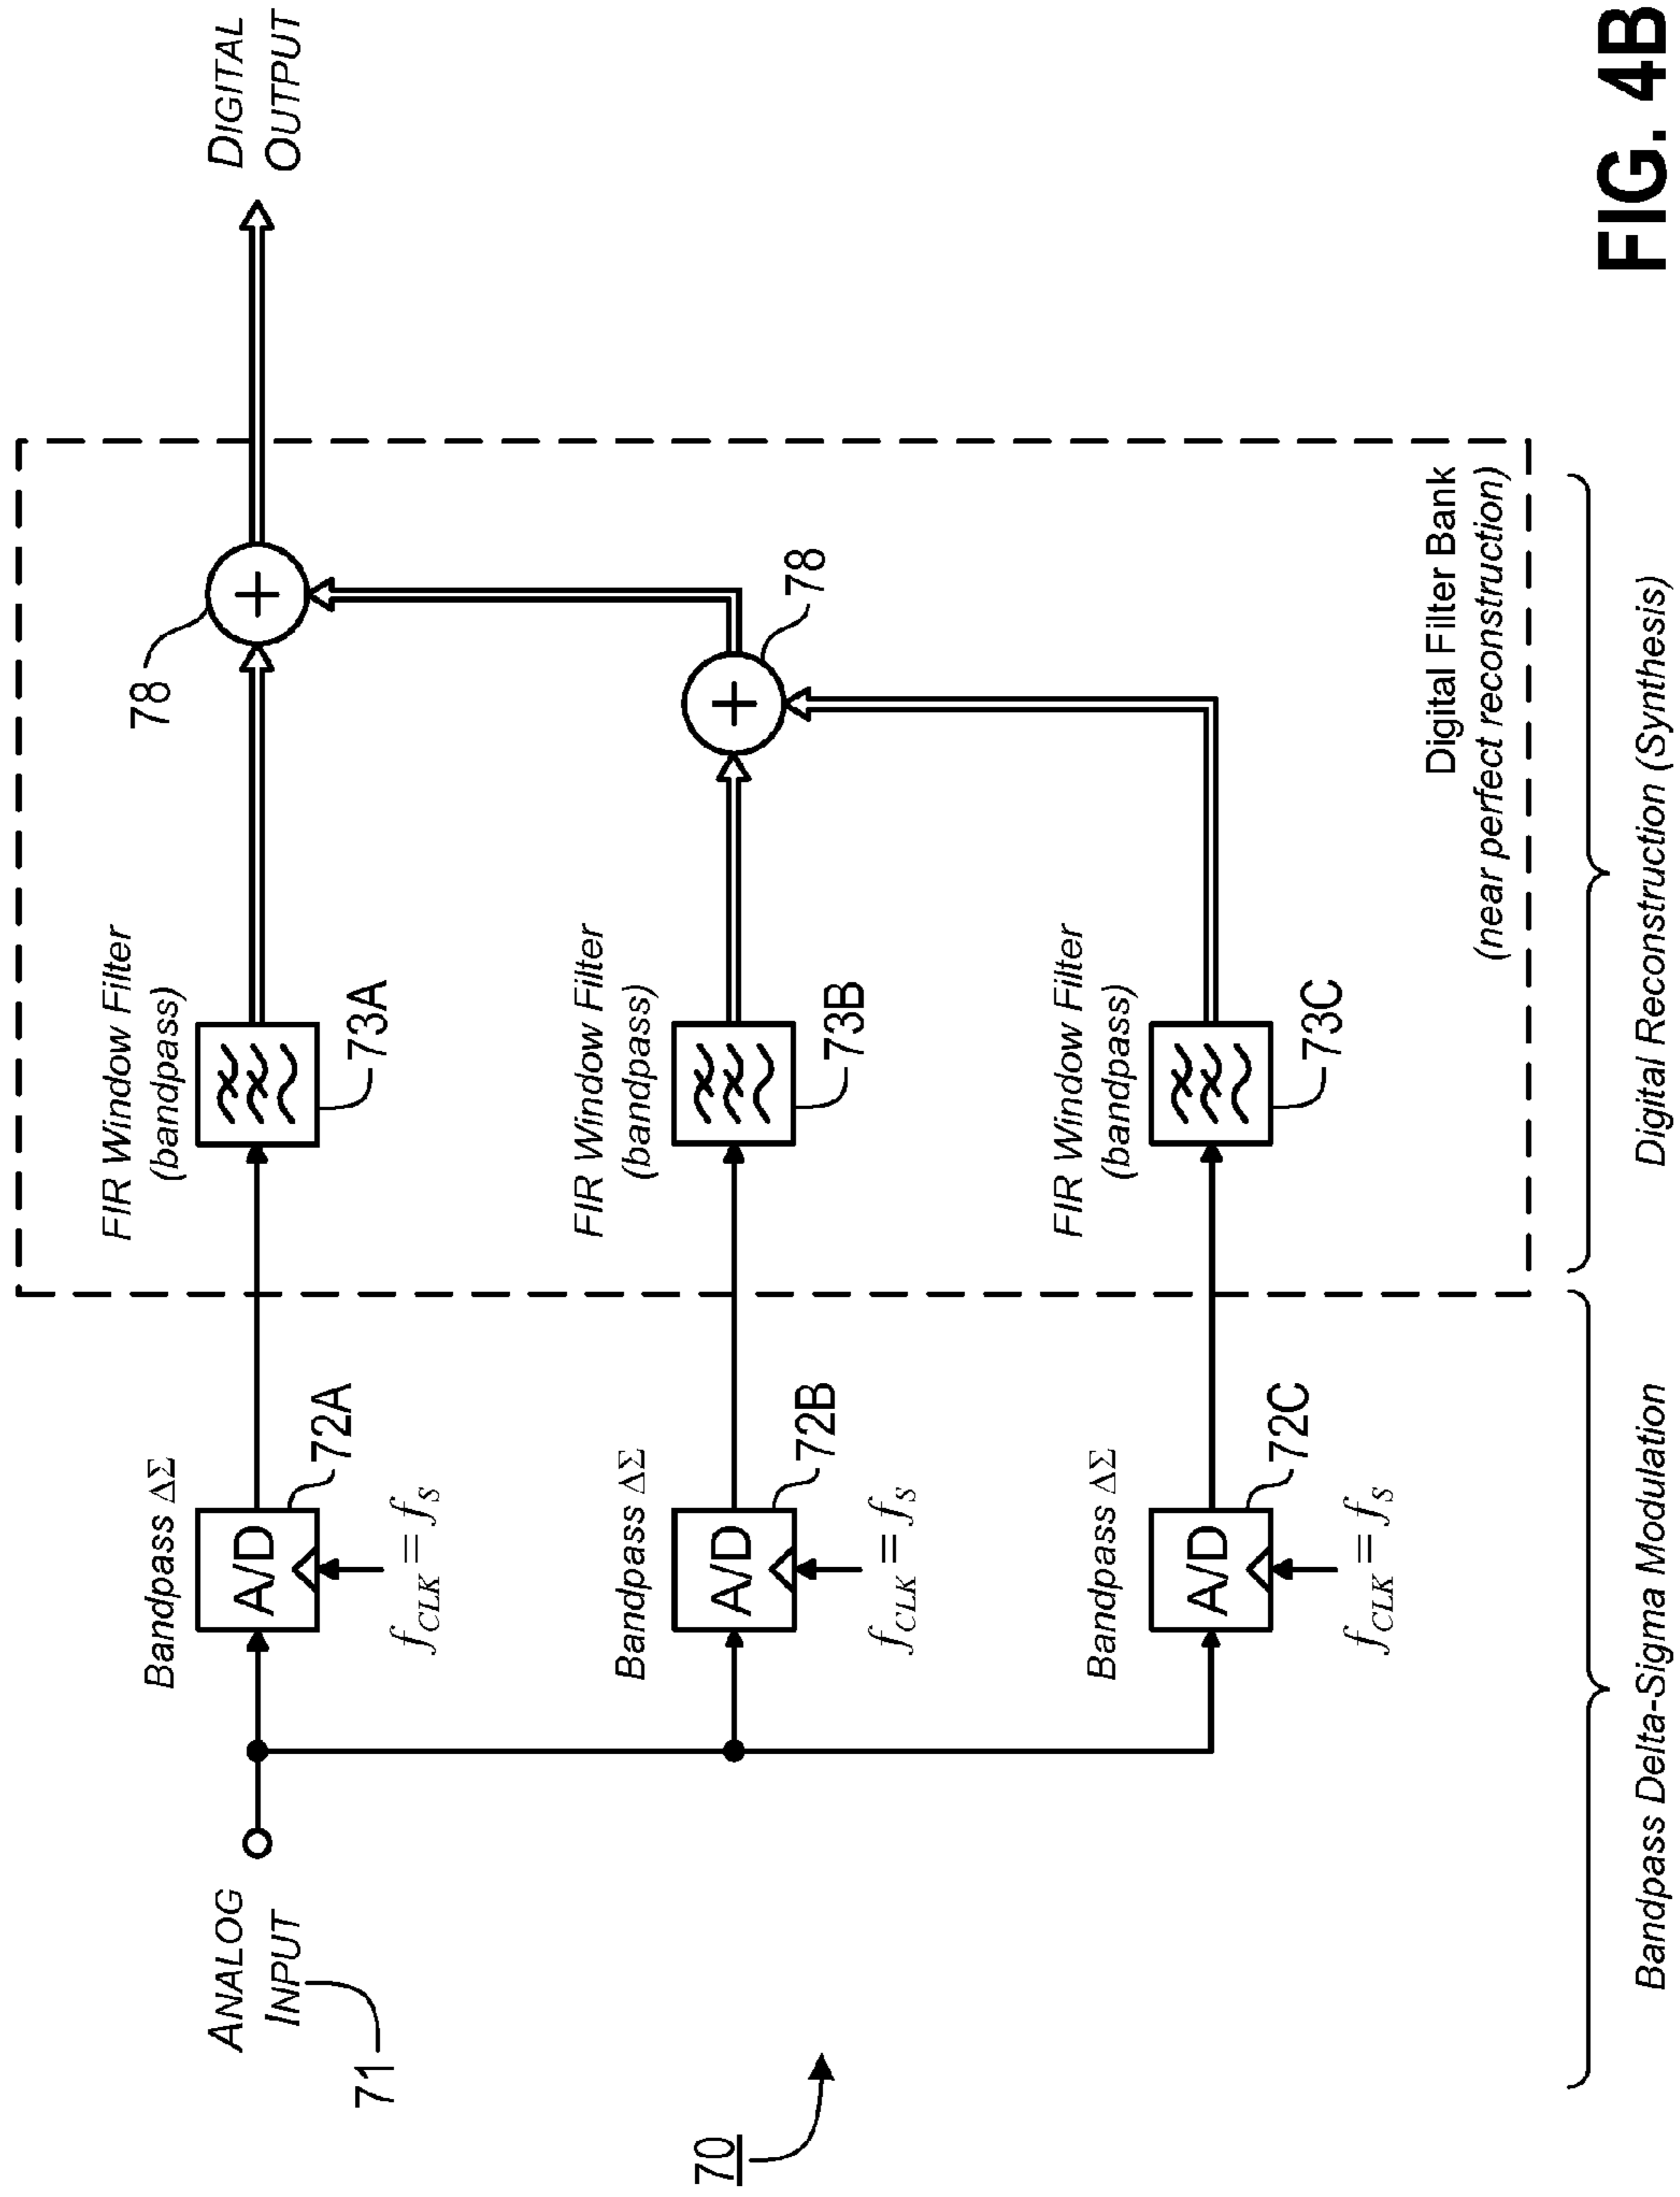 ANALOG
INPUT
71
70
Bandpass ΔΣ
A/D
72A
f_CLK = f_S
FIR Window Filter
(bandpass)
73A
78
DIGITAL
OUTPUT
Bandpass ΔΣ
A/D
72B
f_CLK = f_S
FIR Window Filter
(bandpass)
73B
78
Bandpass ΔΣ
A/D
72C
f_CLK = f_S
FIR Window Filter
(bandpass)
73C
Digital Filter Bank
(near perfect reconstruction)
Bandpass Delta-Sigma Modulation
Digital Reconstruction (Synthesis)
FIG. 4B